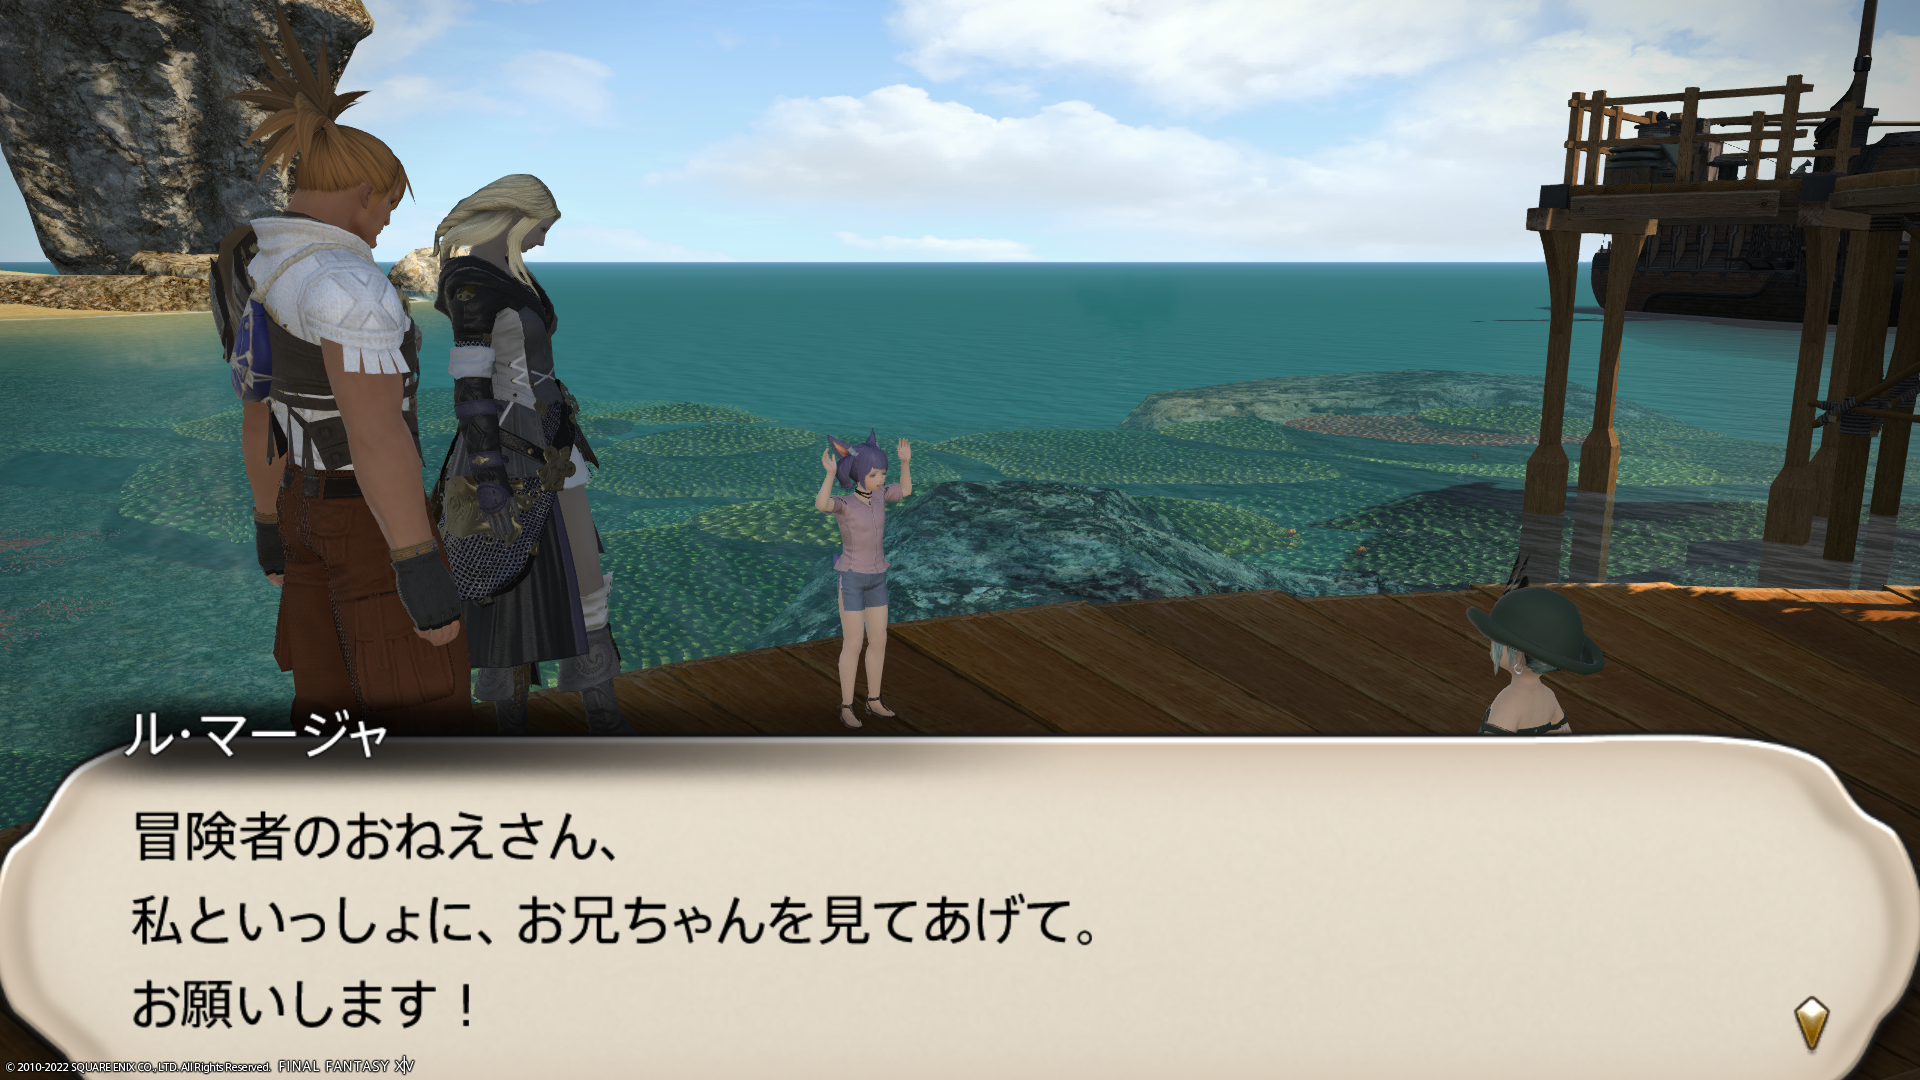 ル・マージャ
冒険者のおねえさん、
私といっしょに、お兄ちゃんを見てあげて。
お願いします！
© 2010-2022 SQUARE ENIX CO., LTD. All Rights Reserved. FINAL FANTASY XIV